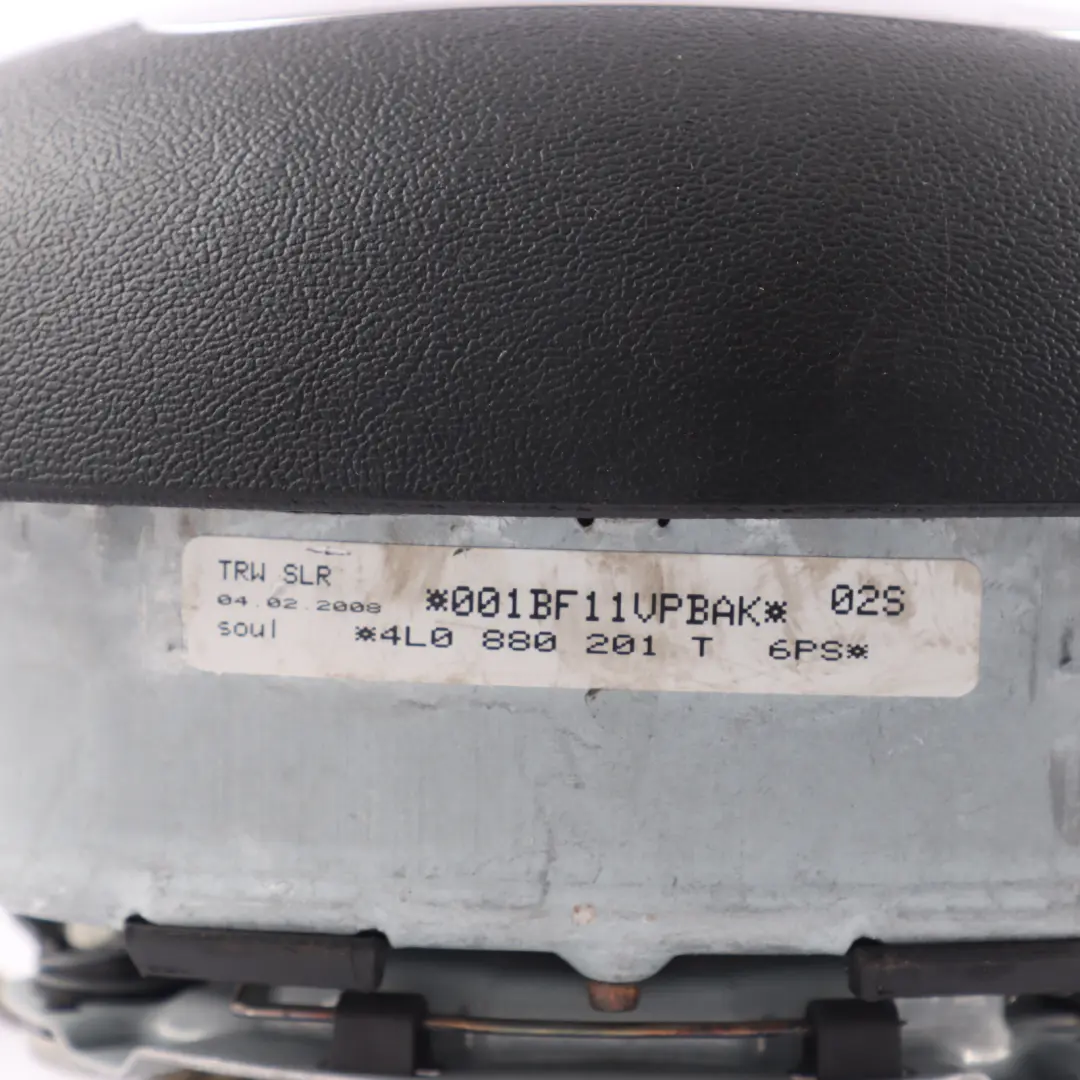 TRW SLR
04.02.2008 *001BF11VPBAK* 02S
soul *4L0 880 201 T 6PS*